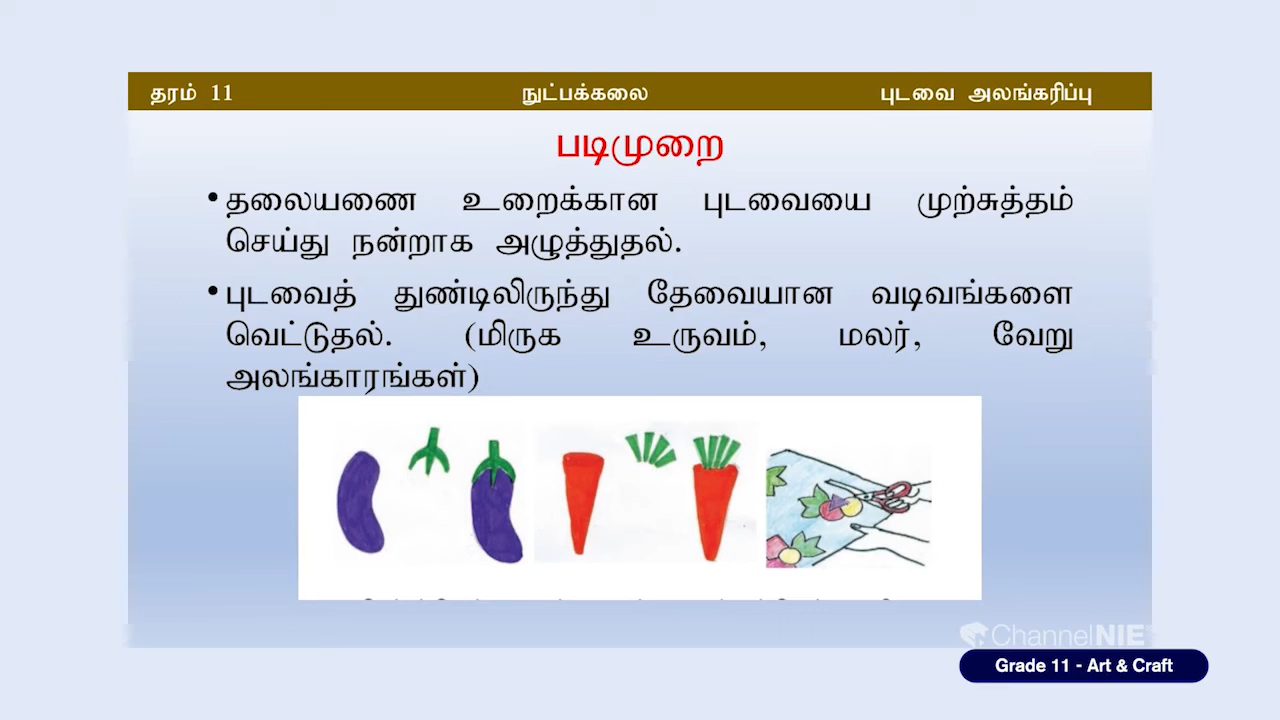 தரம் 11 நுட்பக்கலை புடவை அலங்கரிப்பு
படிமுறை
• தலையணை உறைக்கான புடவையை முற்சுத்தம்
செய்து நன்றாக அழுத்துதல்.
• புடவைத் துண்டிலிருந்து தேவையான வடிவங்களை
வெட்டுதல். (மிருக உருவம், மலர், வேறு
அலங்காரங்கள்)
ChannelNIE
Grade 11 - Art & Craft